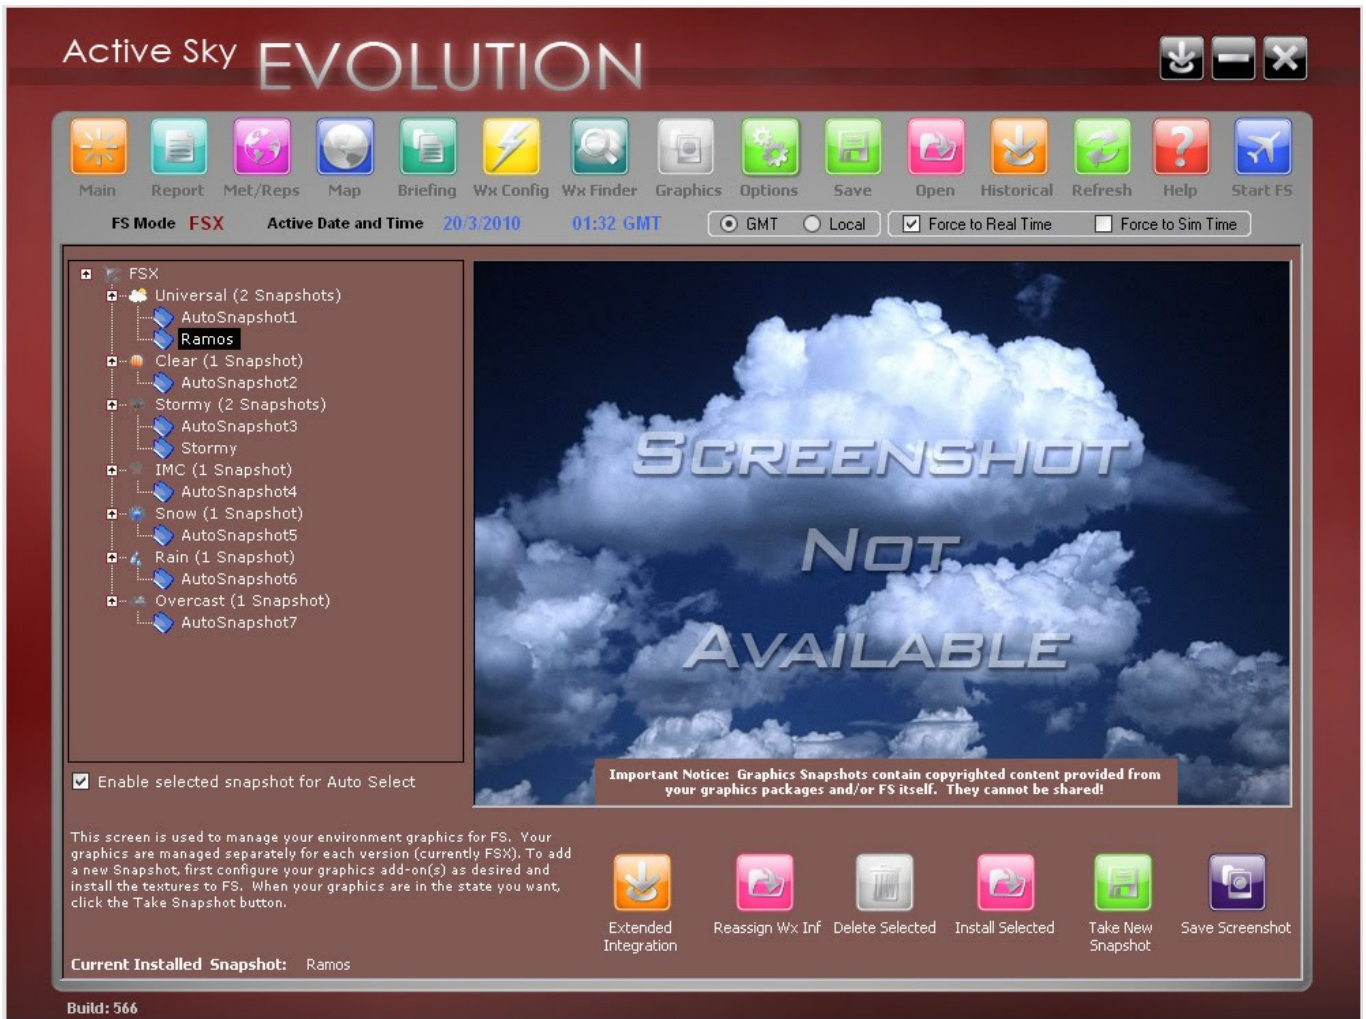 Active Sky EVOLUTION
Main Report Met/Reps Map Briefing Wx Config Wx Finder Graphics Options Save Open Historical Refresh Help Start FS
FS Mode FSX Active Date and Time 20/3/2010 01:32 GMT GMT Local Force to Real Time Force to Sim Time
FSX
Universal (2 Snapshots)
AutoSnapshot1
Ramos
Clear (1 Snapshot)
AutoSnapshot2
Stormy (2 Snapshots)
AutoSnapshot3
Stormy
IMC (1 Snapshot)
AutoSnapshot4
Snow (1 Snapshot)
AutoSnapshot5
Rain (1 Snapshot)
AutoSnapshot6
Overcast (1 Snapshot)
AutoSnapshot7
Screenshot
Not
Available
Important Notice: Graphics Snapshots contain copyrighted content provided from
your graphics packages and/or FS itself. They cannot be shared!
Enable selected snapshot for Auto Select
This screen is used to manage your environment graphics for FS. Your
graphics are managed separately for each version (currently FSX). To add
a new Snapshot, first configure your graphics add-on(s) as desired and
install the textures to FS. When your graphics are in the state you want,
click the Take Snapshot button.
Extended
Integration
Reassign Wx Inf
Delete Selected
Install Selected
Take New
Snapshot
Save Screenshot
Current Installed Snapshot: Ramos
Build: 566